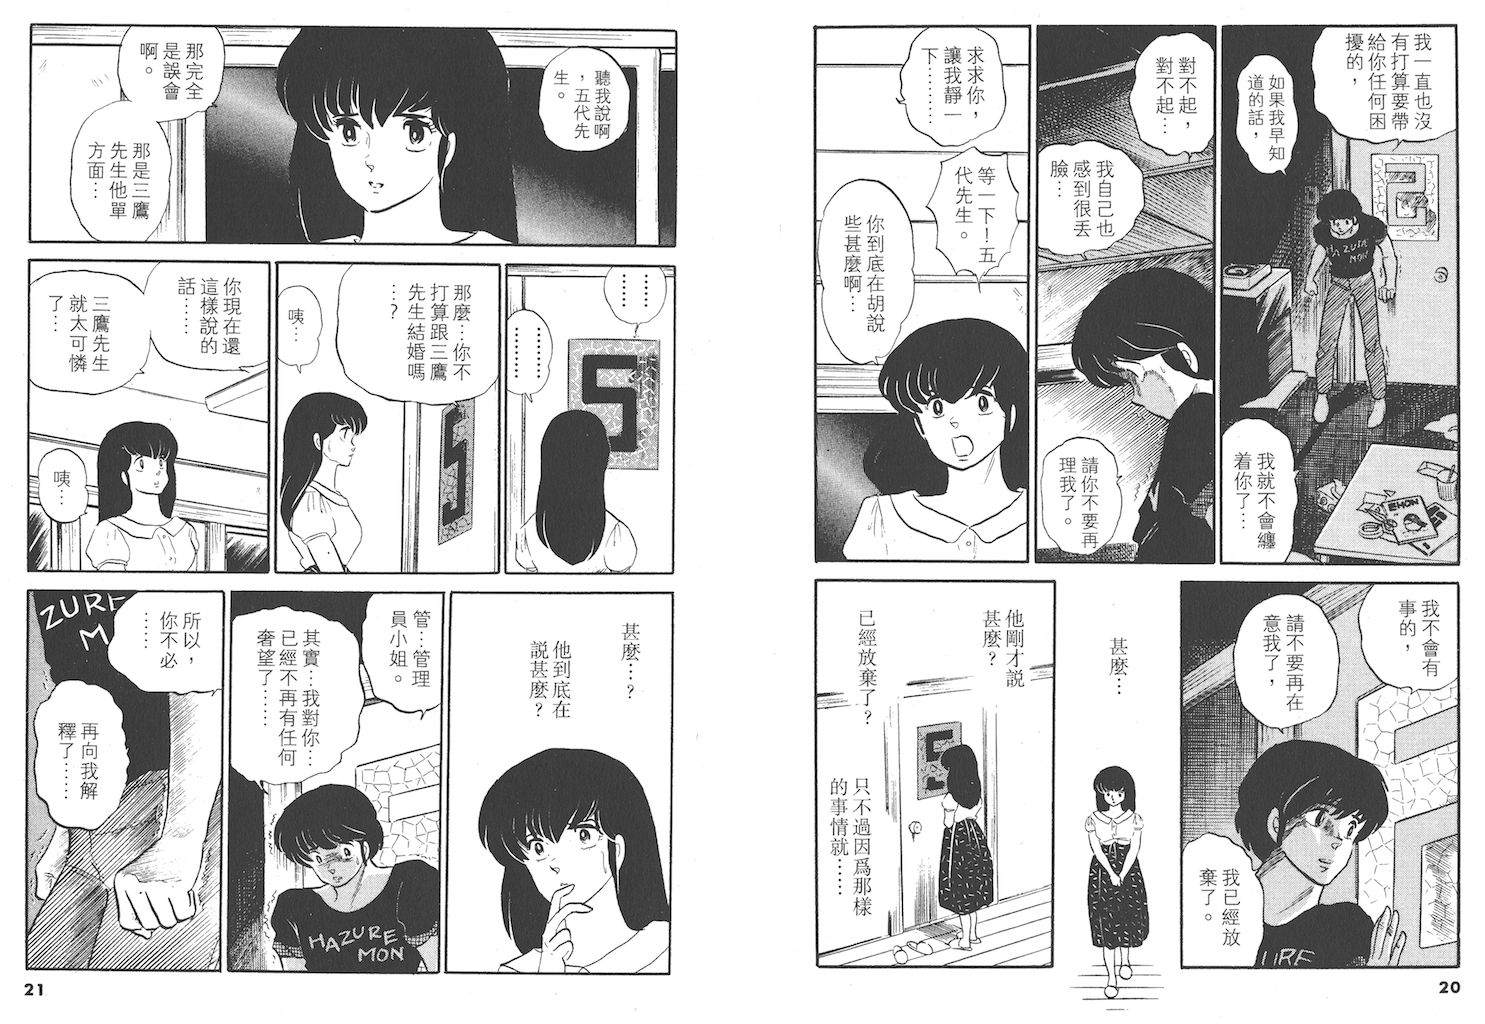 我一直也沒
有打算要帶
給你任何困
擾的，
如果我早知
道的話，
HAZURE
MON
EHON
我就不會纏
着你了…
對不起，
對不起…
我自己也
感到很丟
臉…
請你不要再
理我了。
求求你，
讓我靜一
下………
等一下！五
代先生。
你到底在胡說
些甚麼啊…
我不會有
事的，
請不要再在
意我了，
我已經放
棄了。
URE
甚麼…
他剛才説
甚麼？
已經放棄了？
只不過因爲那樣
的事情就……
20
聽我説啊
，五代先
生。
那完全
是誤會
啊。
那是三鷹
先生他單
方面…
………
…………
那麼…你不
打算跟三鷹
先生結婚嗎
…？
咦…
你現在還
這樣説的
話……
三鷹先生
就太可憐
了…
咦…
甚麼…？
他到底在
説甚麼？
管…管理
員小姐。
其實…我對你…
已經不再有任何
奢望了……
HAZURE
MON
所以，
你不必
……
ZURE
M
再向我解
釋了……
21